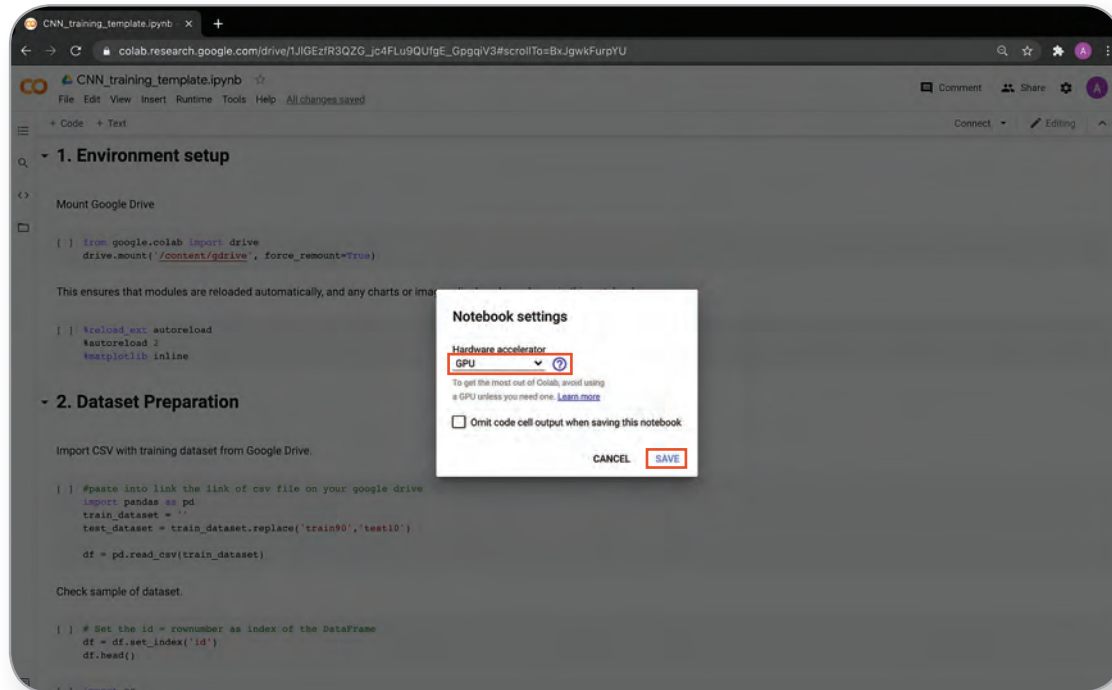 CNN_training_template.ipynb
colab.research.google.com/drive/1JIGEzfR3QZG_jc4FLu9QUfgE_GpgqiV3#scrollTo=BxJgwkFurpYU
A
CO
CNN_training_template.ipynb
File Edit View Insert Runtime Tools Help All changes saved
Comment Share A
+ Code + Text
Connect Editing
1. Environment setup
Mount Google Drive
[ ] from google.colab import drive
drive.mount('/content/gdrive', force_remount=True)
This ensures that modules are reloaded automatically, and any charts or
[ ] %reload_ext autoreload
%autoreload 2
%matplotlib inline
Notebook settings
Hardware accelerator
GPU
To get the most out of Colab, avoid using
a GPU unless you need one. Learn more
Omit code cell output when saving this notebook
CANCEL SAVE
2. Dataset Preparation
Import CSV with training dataset from Google Drive.
[ ] #paste into link the link of csv file on your google drive
import pandas as pd
train_dataset = ''
test_dataset = train_dataset.replace('train90','test10')
df = pd.read_csv(train_dataset)
Check sample of dataset.
[ ] # Set the id = rownumber as index of the DataFrame
df = df.set_index('id')
df.head()